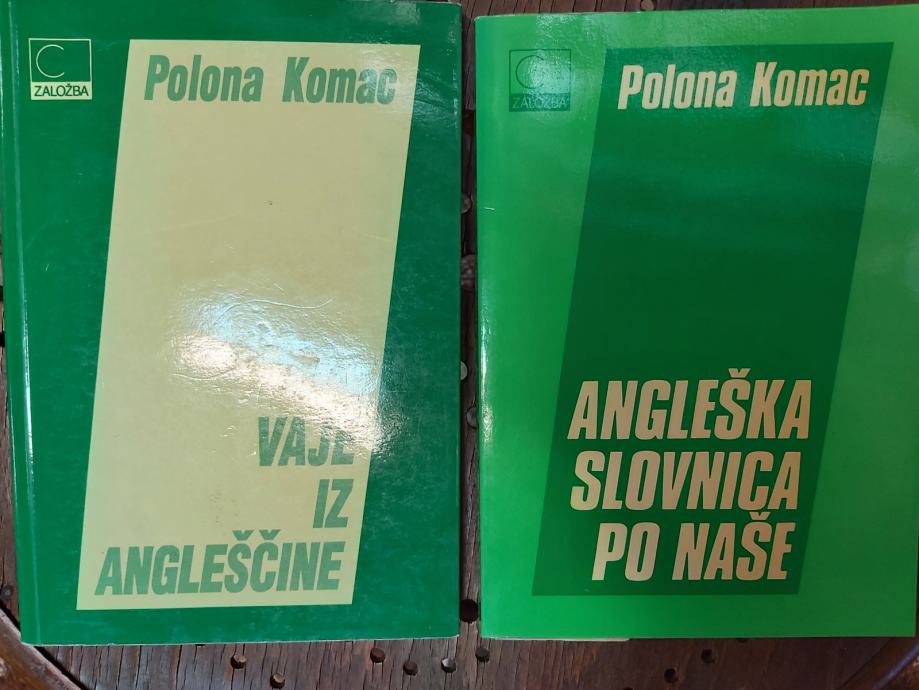 C
ZALOŽBA
Polona Komac
VAJE
IZ
ANGLEŠČINE
C
ZALOŽBA
Polona Komac
ANGLEŠKA
SLOVNICA
PO NAŠE